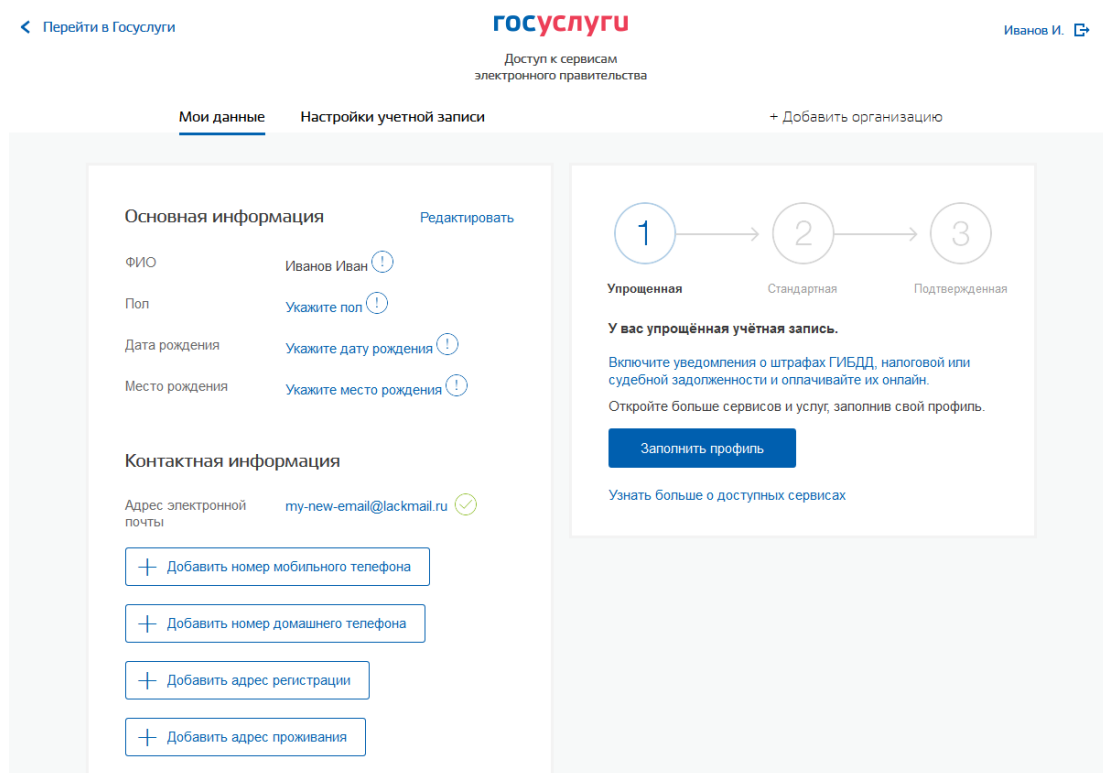 Перейти в Госуслуги
госуслуги
Иванов И.
Доступ к сервисам
электронного правительства
Мои данные
Настройки учетной записи
+ Добавить организацию
Основная информация
Редактировать
ФИО
Иванов Иван
Пол
Укажите пол
Дата рождения
Укажите дату рождения
Место рождения
Укажите место рождения
Контактная информация
Адрес электронной
почты
my-new-email@lackmail.ru
Добавить номер мобильного телефона
Добавить номер домашнего телефона
Добавить адрес регистрации
Добавить адрес проживания
1
2
3
Упрощенная
Стандартная
Подтвержденная
У вас упрощённая учётная запись.
Включите уведомления о штрафах ГИБДД, налоговой или
судебной задолженности и оплачивайте их онлайн.
Откройте больше сервисов и услуг, заполнив свой профиль.
Заполнить профиль
Узнать больше о доступных сервисах